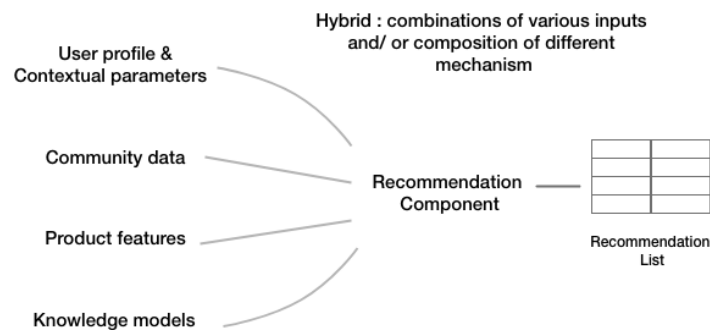 Hybrid : combinations of various inputs
and/ or composition of different
mechanism
User profile &
Contextual parameters
Community data
Product features
Knowledge models
Recommendation
Component
Recommendation
List